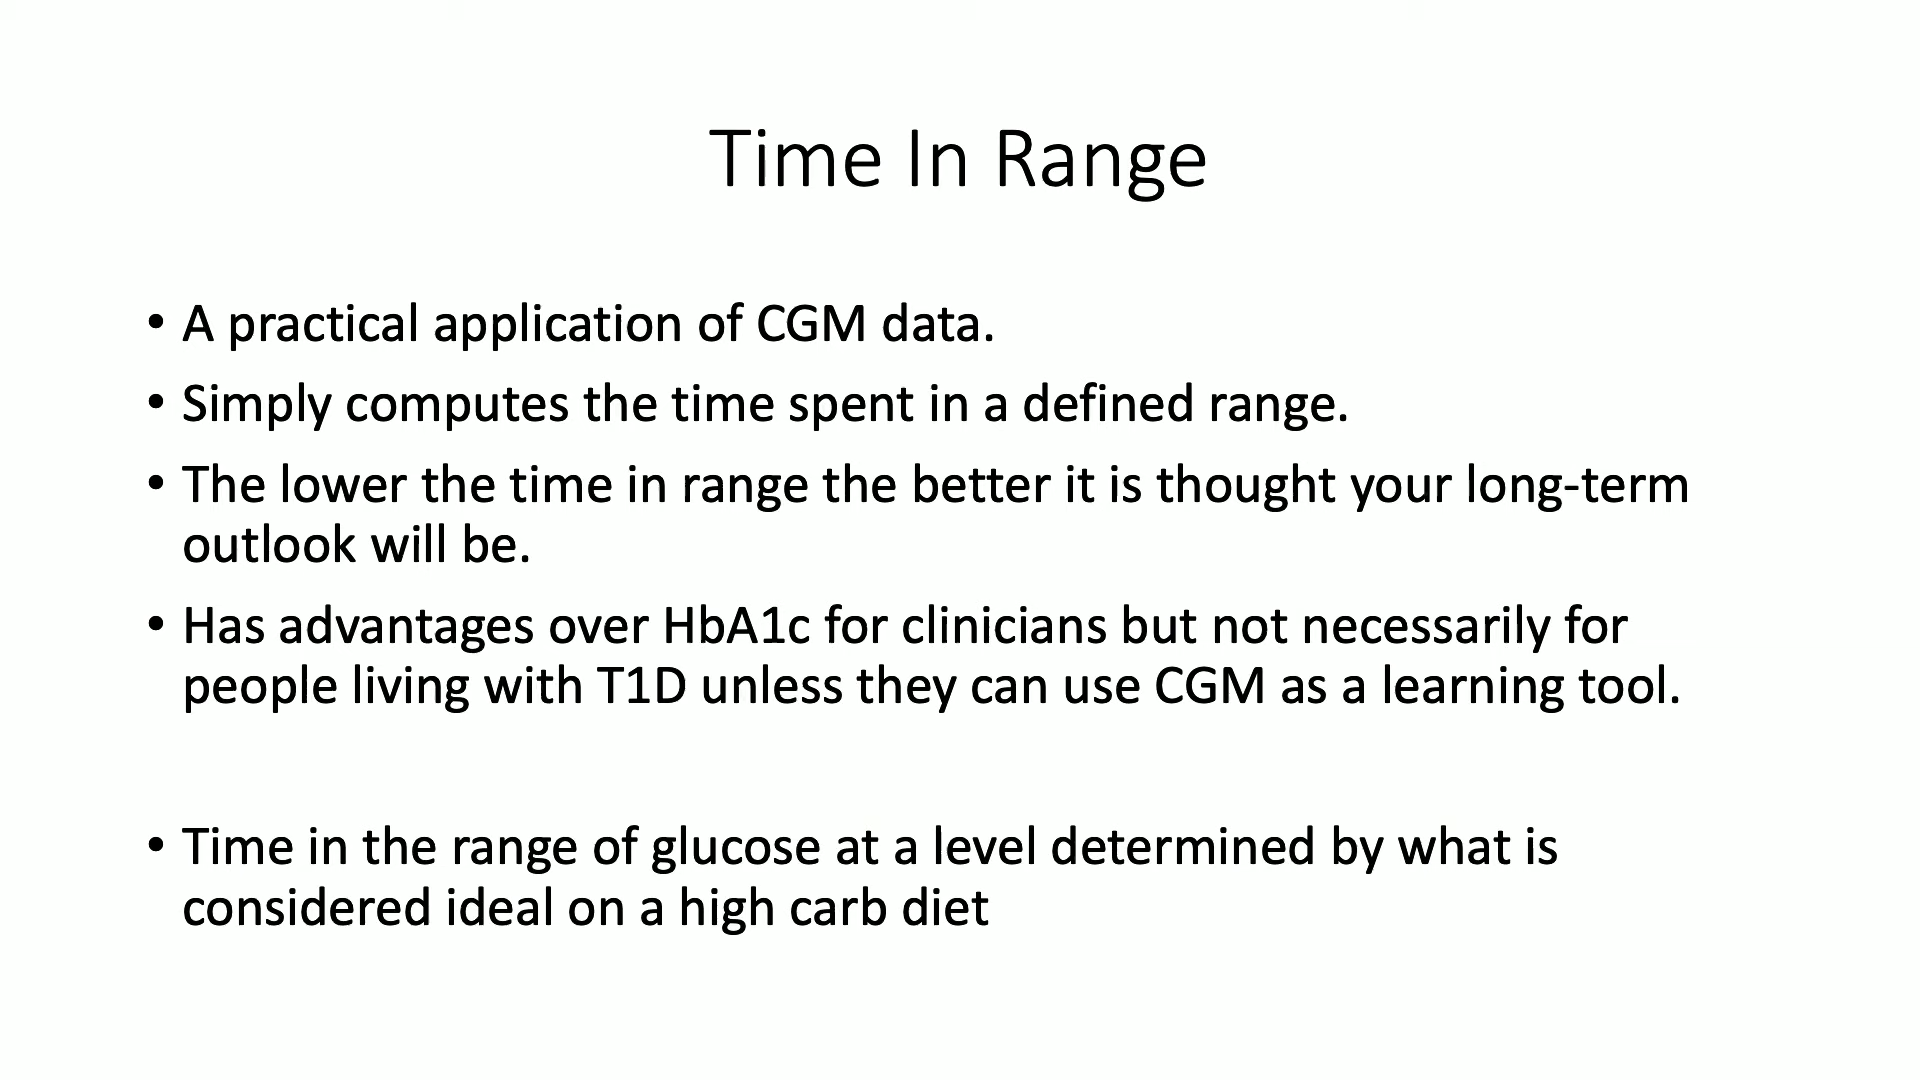 Time In Range
• A practical application of CGM data.
• Simply computes the time spent in a defined range.
• The lower the time in range the better it is thought your long-term
outlook will be.
• Has advantages over HbA1c for clinicians but not necessarily for
people living with T1D unless they can use CGM as a learning tool.
• Time in the range of glucose at a level determined by what is
considered ideal on a high carb diet